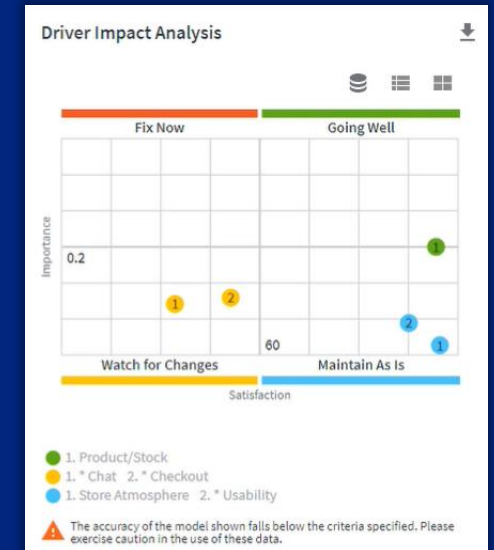 Driver Impact Analysis
Fix Now Going Well
Importance
0.2
1
1 2
2
1
60
Watch for Changes Maintain As Is
Satisfaction
1. Product/Stock
1. * Chat 2. * Checkout
1. Store Atmosphere 2. * Usability
The accuracy of the model shown falls below the criteria specified. Please
exercise caution in the use of these data.